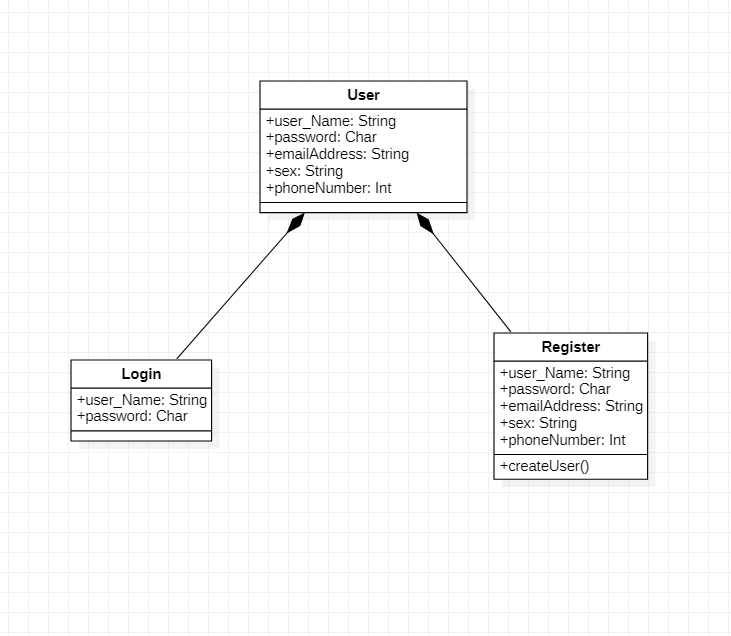 User
+user_Name: String
+password: Char
+emailAddress: String
+sex: String
+phoneNumber: Int
Login
+user_Name: String
+password: Char
Register
+user_Name: String
+password: Char
+emailAddress: String
+sex: String
+phoneNumber: Int
+createUser()